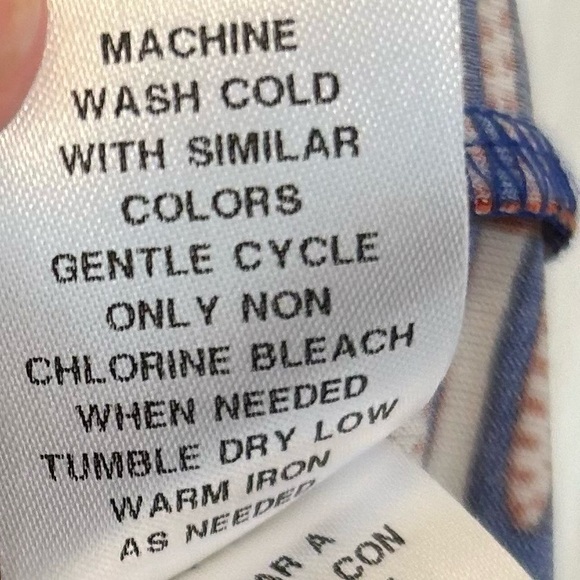 MACHINE
WASH COLD
WITH SIMILAR
COLORS
GENTLE CYCLE
ONLY NON
CHLORINE BLEACH
WHEN NEEDED
TUMBLE DRY LOW
WARM IRON
AS NEEDED
A
CON